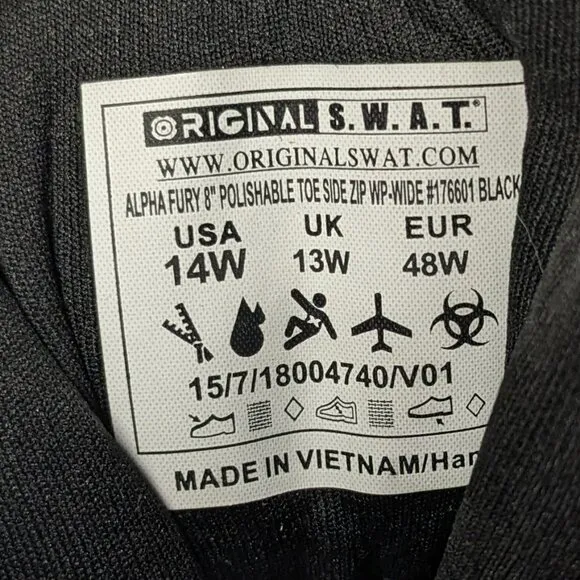 ORIGINAL S.W.A.T.®
WWW.ORIGINALSWAT.COM
ALPHA FURY 8" POLISHABLE TOE SIDE ZIP WP-WIDE #176601 BLACK
USA UK EUR
14W 13W 48W
15/7/18004740/V01
MADE IN VIETNAM/Han